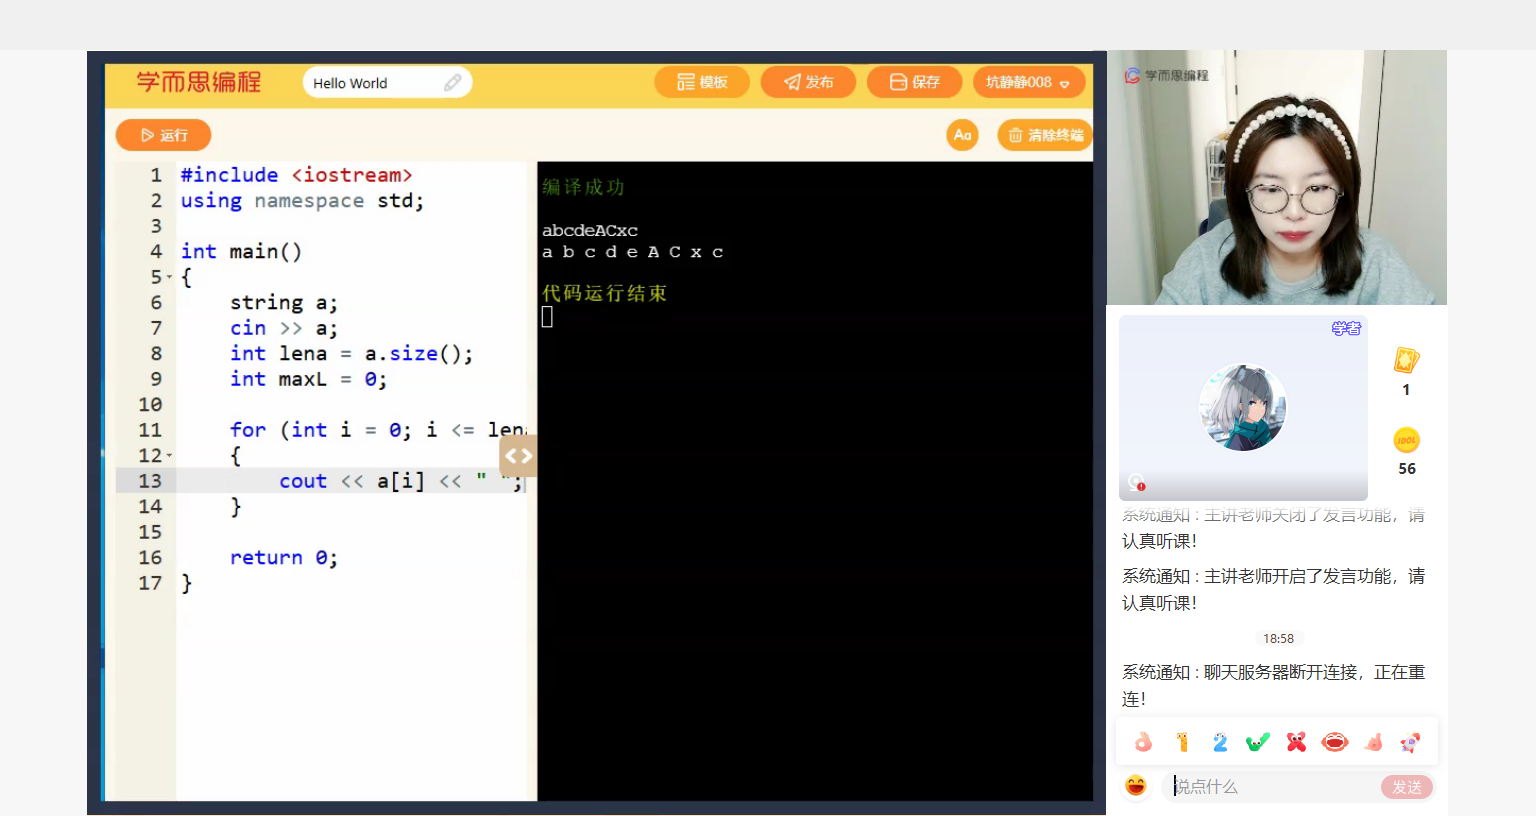 学而思编程
Hello World
模板
发布
保存
坑静静008
运行
Aa
清除终端
1 #include <iostream>
2 using namespace std;
3
4 int main()
5 {
6 string a;
7 cin >> a;
8 int lena = a.size();
9 int maxL = 0;
10
11 for (int i = 0; i <= lena
12 {
13 cout << a[i] << " ";
14 }
15
16 return 0;
17 }
编译成功
abcdeACxc
a b c d e A C x c
代码运行结束
学而思编程
学者
1
IDOL
56
系统通知：主讲老师关闭了发言功能，请
认真听课！
系统通知：主讲老师开启了发言功能，请
认真听课！
18:58
系统通知：聊天服务器断开连接，正在重
连！
说点什么
发送